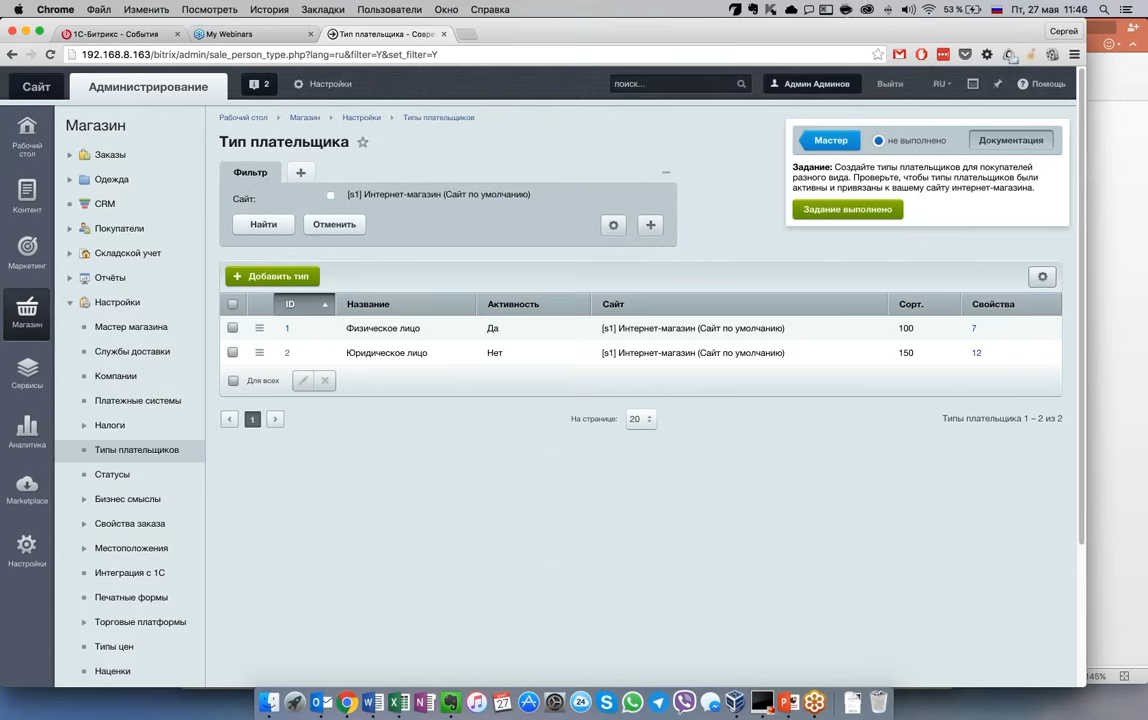 Chrome Файл Изменить Посмотреть История Закладки Пользователи Окно Справка 53 % Пт, 27 мая 11:46
1С-Битрикс - События My Webinars Тип плательщика - Совре Сергей
192.168.8.163/bitrix/admin/sale_person_type.php?lang=ru&filter=Y&set_filter=Y
Сайт Администрирование 2 Настройки поиск... Админ Админов Выйти RU Помощь
Рабочий стол
Контент
Маркетинг
Магазин
Сервисы
Аналитика
Marketplace
Настройки
Магазин
Заказы
Одежда
CRM
Покупатели
Складской учет
Отчёты
Настройки
Мастер магазина
Службы доставки
Компании
Платежные системы
Налоги
Типы плательщиков
Статусы
Бизнес смыслы
Свойства заказа
Местоположения
Интеграция с 1С
Печатные формы
Торговые платформы
Типы цен
Наценки
Рабочий стол Магазин Настройки Типы плательщиков
Тип плательщика
Фильтр
Сайт: [s1] Интернет-магазин (Сайт по умолчанию)
Найти Отменить
Мастер не выполнено Документация
Задание: Создайте типы плательщиков для покупателей
разного вида. Проверьте, чтобы типы плательщиков были
активны и привязаны к вашему сайту интернет-магазина.
Задание выполнено
+ Добавить тип
ID Название Активность Сайт Сорт. Свойства
1 Физическое лицо Да [s1] Интернет-магазин (Сайт по умолчанию) 100 7
2 Юридическое лицо Нет [s1] Интернет-магазин (Сайт по умолчанию) 150 12
Для всех
1 На странице: 20 Типы плательщика 1 – 2 из 2
145%
27
24